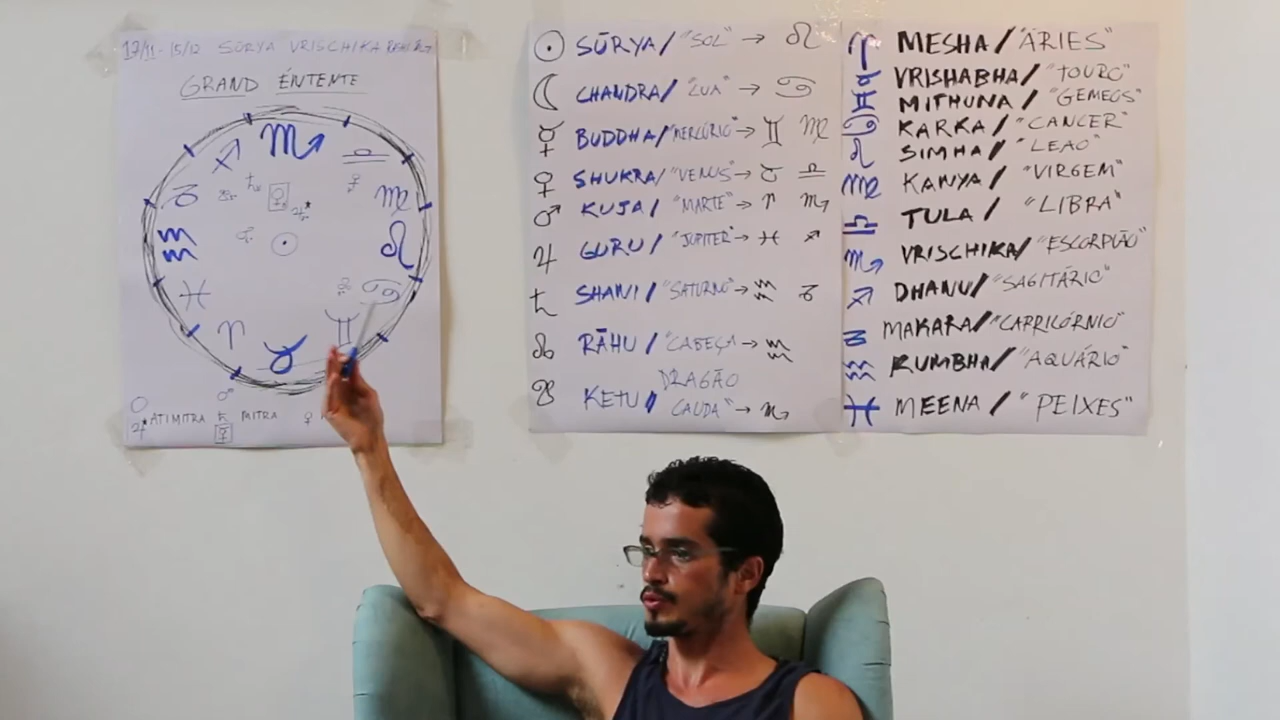 17/11 - 15/12 SŪRYA VRISCHIKA
GRAND ÉNTENTE
ATIMITRA
MITRA
SŪRYA / "SOL" → ♌
CHANDRA / "LUA" → ♋
BUDDHA / "MERCÚRIO" → ♊ ♍
SHUKRA / "VENUS" → ♉ ♎
KUJA / "MARTE" → ♈ ♏
GURU / "JUPITER" → ♓ ♐
SHANI / "SATURNO" → ♒ ♑
RĀHU / "CABEÇA → ♒
DRAGÃO
KETU / CAUDA" → ♏
MESHA / "ÁRIES"
VRISHABHA / "TOURO"
MITHUNA / "GEMEOS"
KARKA / "CANCER"
SIMHA / "LEAO"
KANYA / "VIRGEM"
TULA / "LIBRA"
VRISCHIKA / "ESCORPIÃO"
DHANU / "SAGITÁRIO"
MAKARA / "CAPRICÓRNIO"
KUMBHA / "AQUÁRIO"
MEENA / "PEIXES"